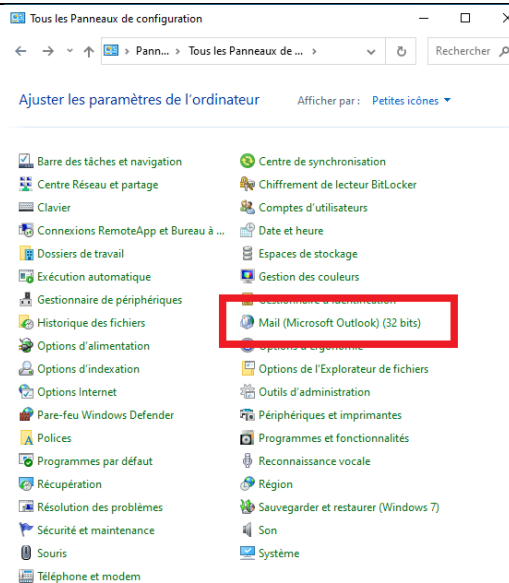 Tous les Panneaux de configuration
Pann... > Tous les Panneaux de ... >
Rechercher
Ajuster les paramètres de l'ordinateur
Afficher par : Petites icônes
Barre des tâches et navigation
Centre de synchronisation
Centre Réseau et partage
Chiffrement de lecteur BitLocker
Clavier
Comptes d'utilisateurs
Connexions RemoteApp et Bureau à ...
Date et heure
Dossiers de travail
Espaces de stockage
Exécution automatique
Gestion des couleurs
Gestionnaire de périphériques
Gestionnaire d'identification
Historique des fichiers
Mail (Microsoft Outlook) (32 bits)
Options d'alimentation
Options d'ergonomie
Options d'indexation
Options de l'Explorateur de fichiers
Options Internet
Outils d'administration
Pare-feu Windows Defender
Périphériques et imprimantes
Polices
Programmes et fonctionnalités
Programmes par défaut
Reconnaissance vocale
Récupération
Région
Résolution des problèmes
Sauvegarder et restaurer (Windows 7)
Sécurité et maintenance
Son
Souris
Système
Téléphone et modem